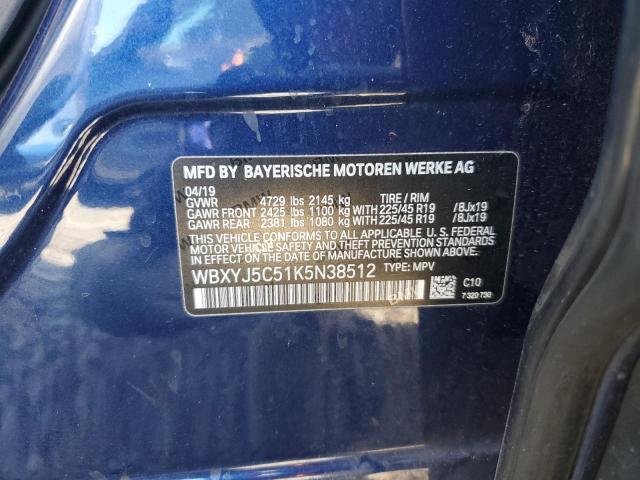 MFD BY BAYERISCHE MOTOREN WERKE AG
04/19
GVWR 4729 lbs 2145 kg TIRE / RIM
GAWR FRONT 2425 lbs 1100 kg WITH 225/45 R19 /8Jx19
GAWR REAR 2381 lbs 1080 kg WITH 225/45 R19 /8Jx19
THIS VEHICLE CONFORMS TO ALL APPLICABLE U. S. FEDERAL
MOTOR VEHICLE SAFETY AND THEFT PREVENTION STANDARDS
IN EFFECT ON THE DATE OF MANUFACTURE SHOWN ABOVE.
WBXYJ5C51K5N38512 TYPE: MPV
C10
7 320 730